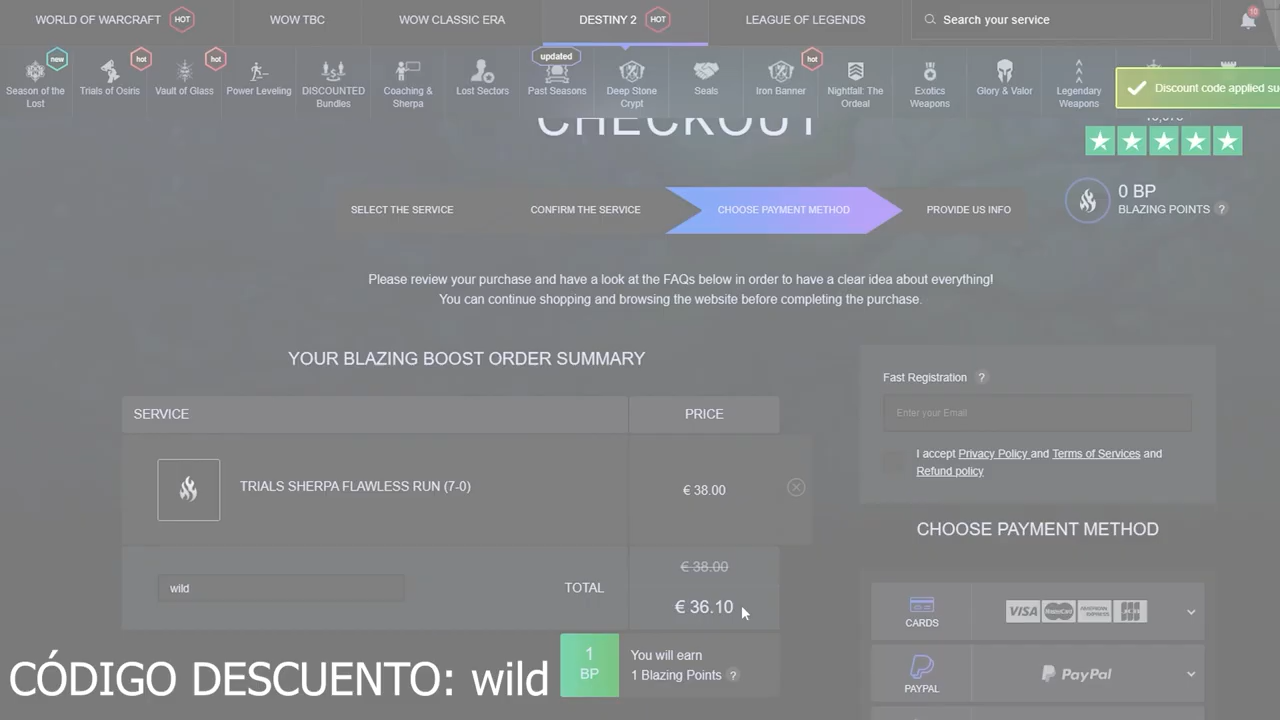 WORLD OF WARCRAFT HOT WOW TBC WOW CLASSIC ERA DESTINY 2 HOT LEAGUE OF LEGENDS Search your service 10
new hot hot updated hot
Season of the Lost Trials of Osiris Vault of Glass Power Leveling DISCOUNTED Bundles Coaching & Sherpa Lost Sectors Past Seasons Deep Stone Crypt Seals Iron Banner Nightfall: The Ordeal Exotics Weapons Glory & Valor Legendary Weapons
Discount code applied su
CHECKOUT
SELECT THE SERVICE CONFIRM THE SERVICE CHOOSE PAYMENT METHOD PROVIDE US INFO
0 BP
BLAZING POINTS ?
Please review your purchase and have a look at the FAQs below in order to have a clear idea about everything!
You can continue shopping and browsing the website before completing the purchase.
YOUR BLAZING BOOST ORDER SUMMARY
SERVICE PRICE
TRIALS SHERPA FLAWLESS RUN (7-0) € 38.00
wild TOTAL € 38.00
€ 36.10
1 BP
You will earn
1 Blazing Points ?
Fast Registration ?
Enter your Email
I accept Privacy Policy and Terms of Services and
Refund policy
CHOOSE PAYMENT METHOD
CARDS VISA MasterCard AMERICAN EXPRESS JCB
PAYPAL PayPal
CÓDIGO DESCUENTO: wild